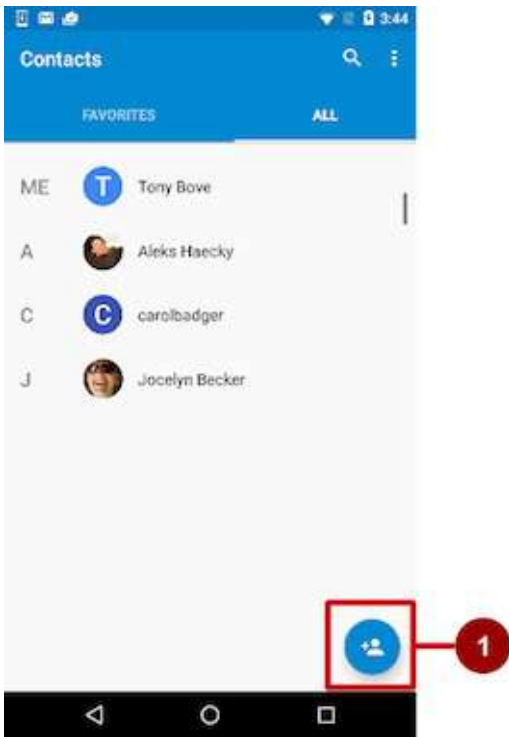 3:44
Contacts
FAVORITES ALL
ME T Tony Bove
A Aleks Haecky
C C carolbadger
J Jocelyn Becker
1